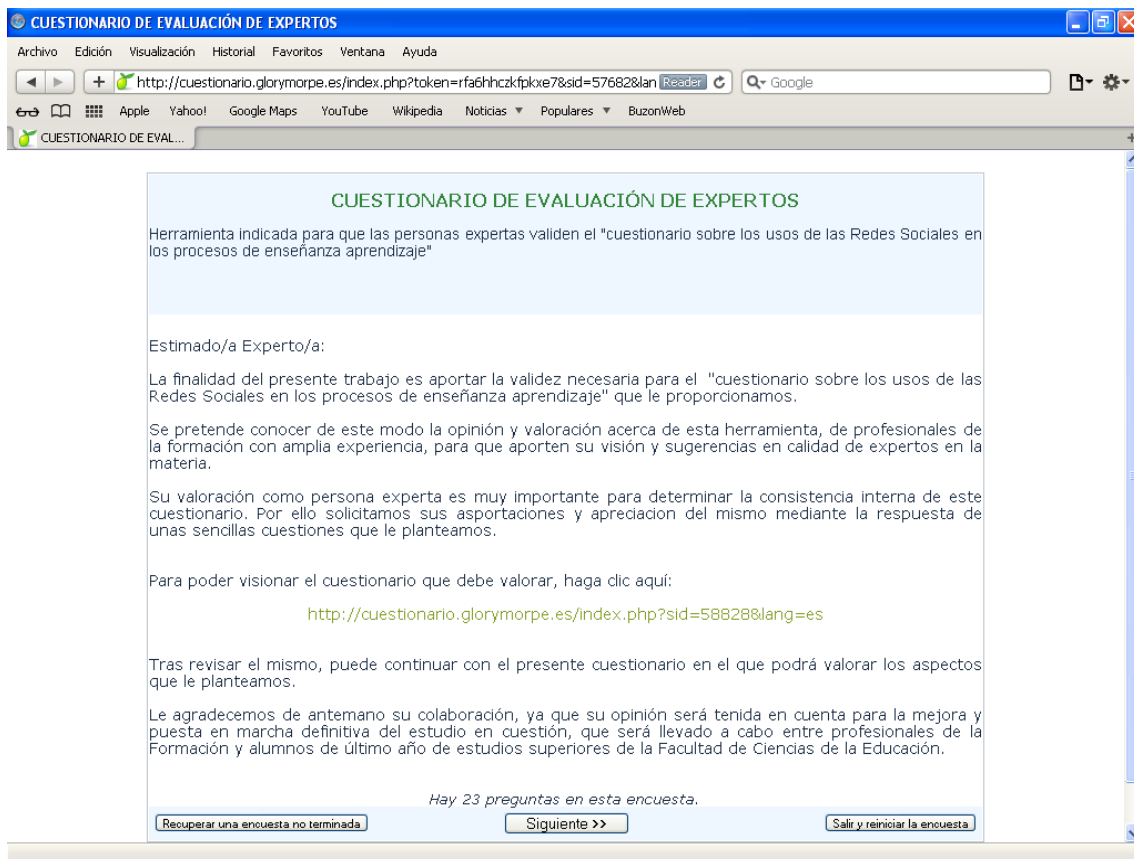 CUESTIONARIO DE EVALUACIÓN DE EXPERTOS
Archivo Edición Visualización Historial Favoritos Ventana Ayuda
http://cuestionario.glorymorpe.es/index.php?token=rfa6hhczkfpkxe7&sid=57682&lan Reader Google
Apple Yahoo! Google Maps YouTube Wikipedia Noticias Populares BuzonWeb
CUESTIONARIO DE EVAL...
CUESTIONARIO DE EVALUACIÓN DE EXPERTOS
Herramienta indicada para que las personas expertas validen el "cuestionario sobre los usos de las Redes Sociales en
los procesos de enseñanza aprendizaje"
Estimado/a Experto/a:
La finalidad del presente trabajo es aportar la validez necesaria para el "cuestionario sobre los usos de las
Redes Sociales en los procesos de enseñanza aprendizaje" que le proporcionamos.
Se pretende conocer de este modo la opinión y valoración acerca de esta herramienta, de profesionales de
la formación con amplia experiencia, para que aporten su visión y sugerencias en calidad de expertos en la
materia.
Su valoración como persona experta es muy importante para determinar la consistencia interna de este
cuestionario. Por ello solicitamos sus asportaciones y apreciacion del mismo mediante la respuesta de
unas sencillas cuestiones que le planteamos.
Para poder visionar el cuestionario que debe valorar, haga clic aquí:
http://cuestionario.glorymorpe.es/index.php?sid=58828&lang=es
Tras revisar el mismo, puede continuar con el presente cuestionario en el que podrá valorar los aspectos
que le planteamos.
Le agradecemos de antemano su colaboración, ya que su opinión será tenida en cuenta para la mejora y
puesta en marcha definitiva del estudio en cuestión, que será llevado a cabo entre profesionales de la
Formación y alumnos de último año de estudios superiores de la Facultad de Ciencias de la Educación.
Hay 23 preguntas en esta encuesta.
Recuperar una encuesta no terminada Siguiente >> Salir y reiniciar la encuesta